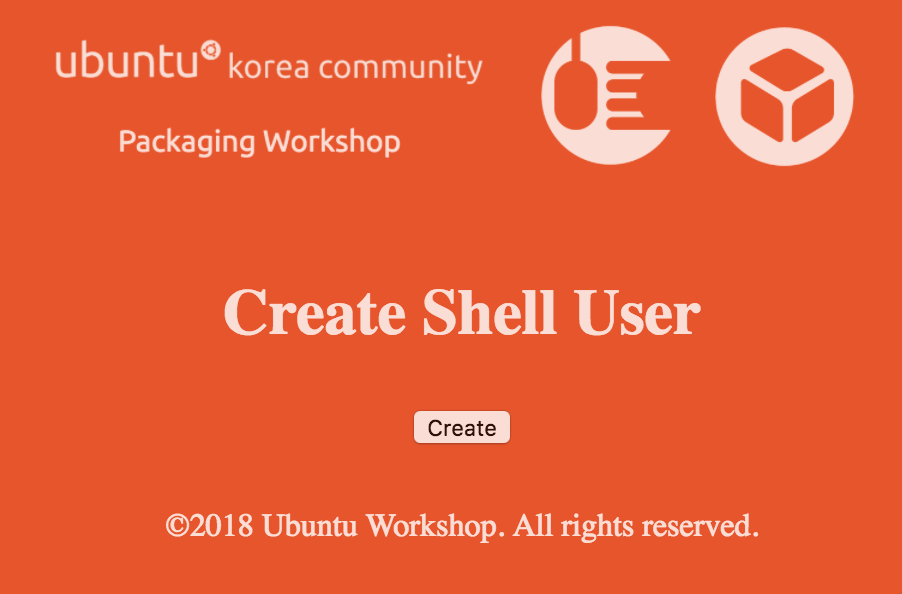 ubuntu korea community
Packaging Workshop
Create Shell User
Create
©2018 Ubuntu Workshop. All rights reserved.